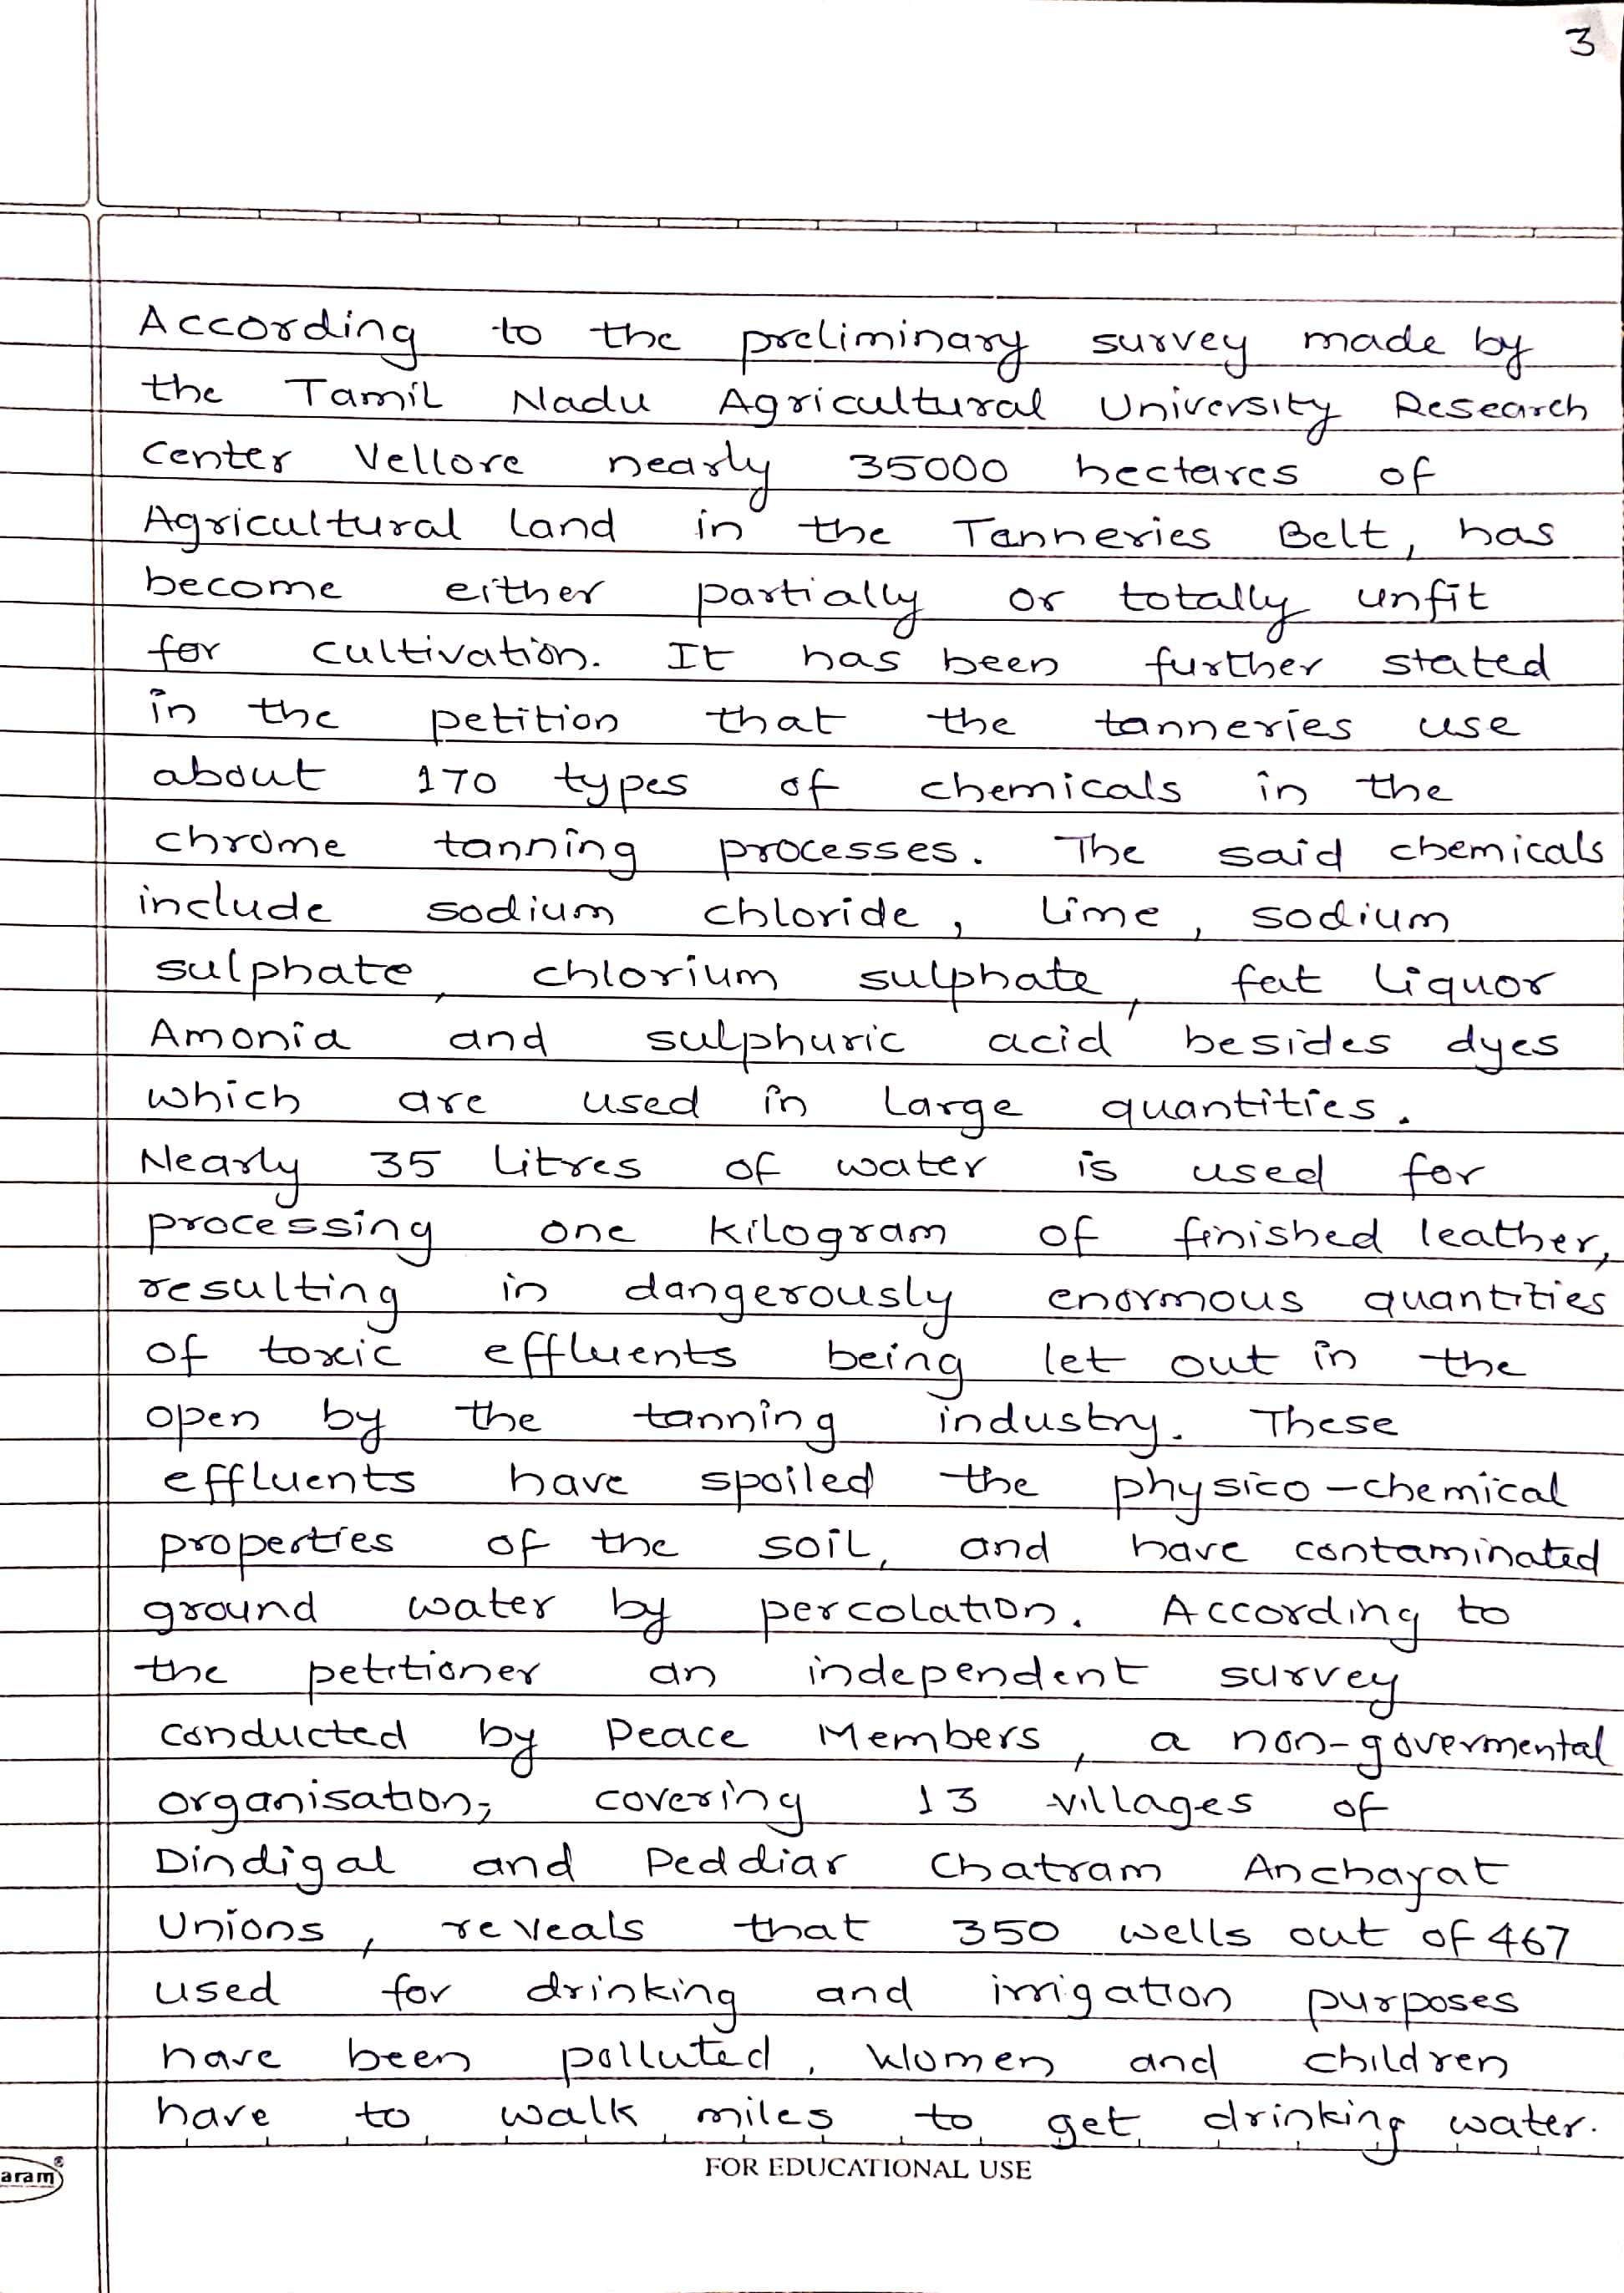 3
According to the preliminary survey made by
the Tamil Nadu Agricultural University Research
Center Vellore nearly 35000 hectares of
Agricultural land in the Tanneries Belt, has
become either partially or totally unfit
for cultivation. It has been further stated
in the petition that the tanneries use
about 170 types of chemicals in the
chrome tanning processes. The said chemicals
include sodium chloride, lime, sodium
sulphate, chlorium sulphate, fat liquor
Amonia and sulphuric acid besides dyes
which are used in large quantities.
Nearly 35 litres of water is used for
processing one kilogram of finished leather,
resulting in dangerously enormous quantities
of toxic effluents being let out in the
open by the tanning industry. These
effluents have spoiled the physico-chemical
properties of the soil, and have contaminated
ground water by percolation. According to
the petitioner an independent survey
conducted by Peace Members, a non-govermental
organisation, covering 13 villages of
Dindigal and Peddiar Chatram Anchayat
Unions, reveals that 350 wells out of 467
used for drinking and irrigation purposes
have been polluted. Women and children
have to walk miles to get drinking water.
aram®
FOR EDUCATIONAL USE